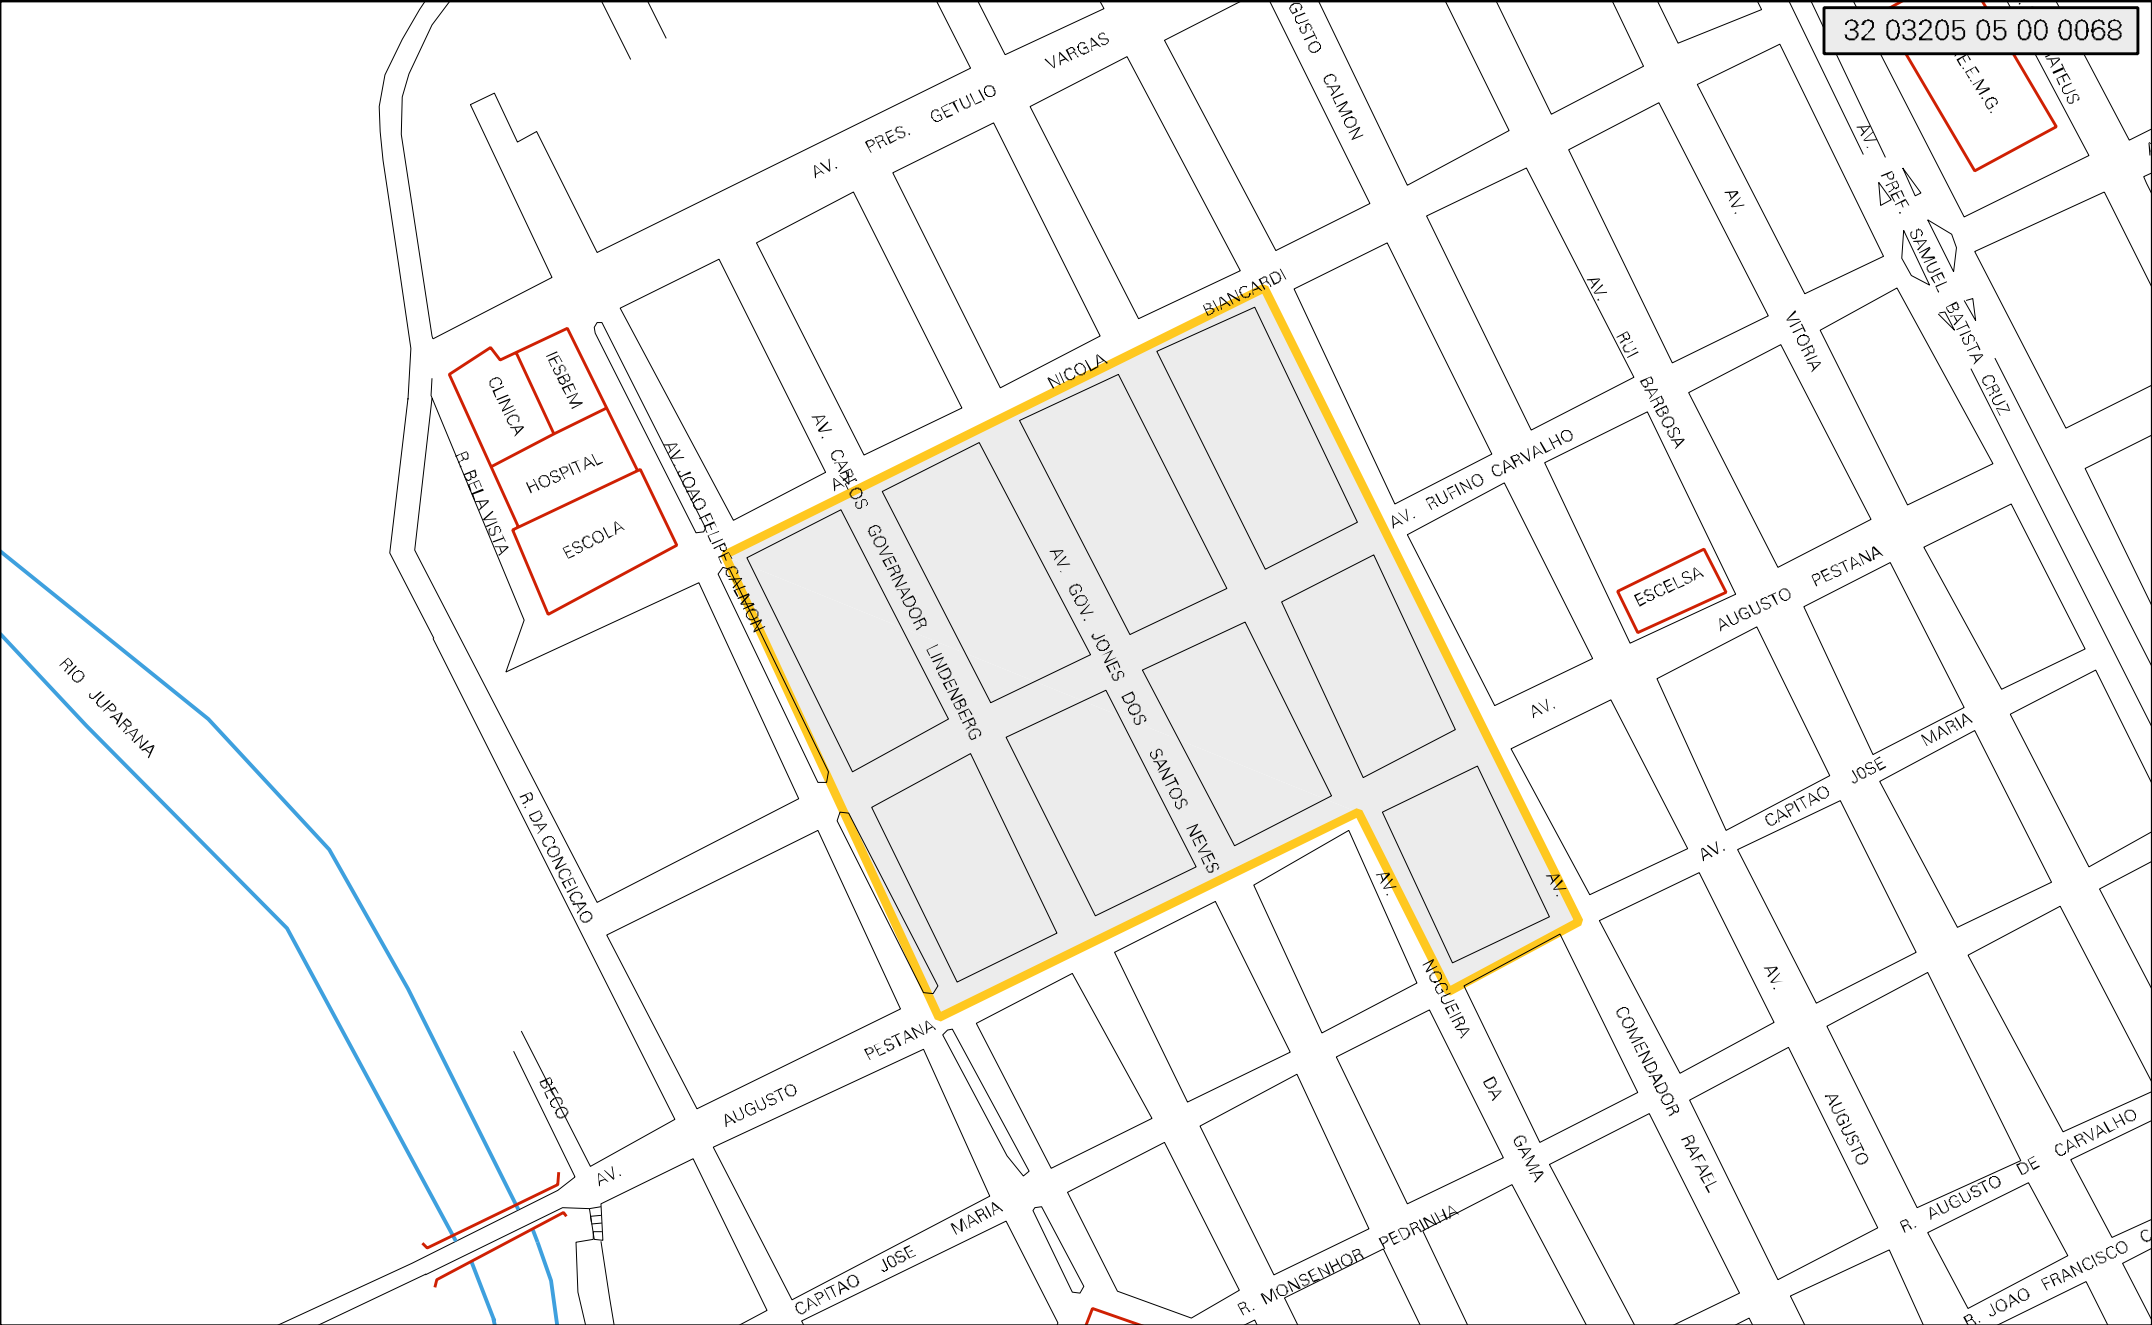 32 03205 05 00 0068
AV. PRES. GETULIO VARGAS
GUSTO CALMON
E.E.M.G.
ATEUS
AV. PREF. SAMUEL BATISTA CRUZ
AV. VITORIA
AV. RUI BARBOSA
AV. NICOLA BIANCARDI
CLINICA
IESBEM
HOSPITAL
ESCOLA
R. BELA VISTA
AV. JOAO FELIPE CALMON
AV. CARLOS GOVERNADOR LINDENBERG
AV. GOV. JONES DOS SANTOS NEVES
AV. RUFINO CARVALHO
ESCELSA
AV. AUGUSTO PESTANA
RIO JUPARANA
R. DA CONCEICAO
AV. CAPITAO JOSE MARIA
AV. NOGUEIRA DA GAMA
AV. COMENDADOR RAFAEL
AV. AUGUSTO
BECO
AV. AUGUSTO PESTANA
CAPITAO JOSE MARIA
R. MONSENHOR PEDRINHA
R. AUGUSTO DE CARVALHO
R. JOAO FRANCISCO C